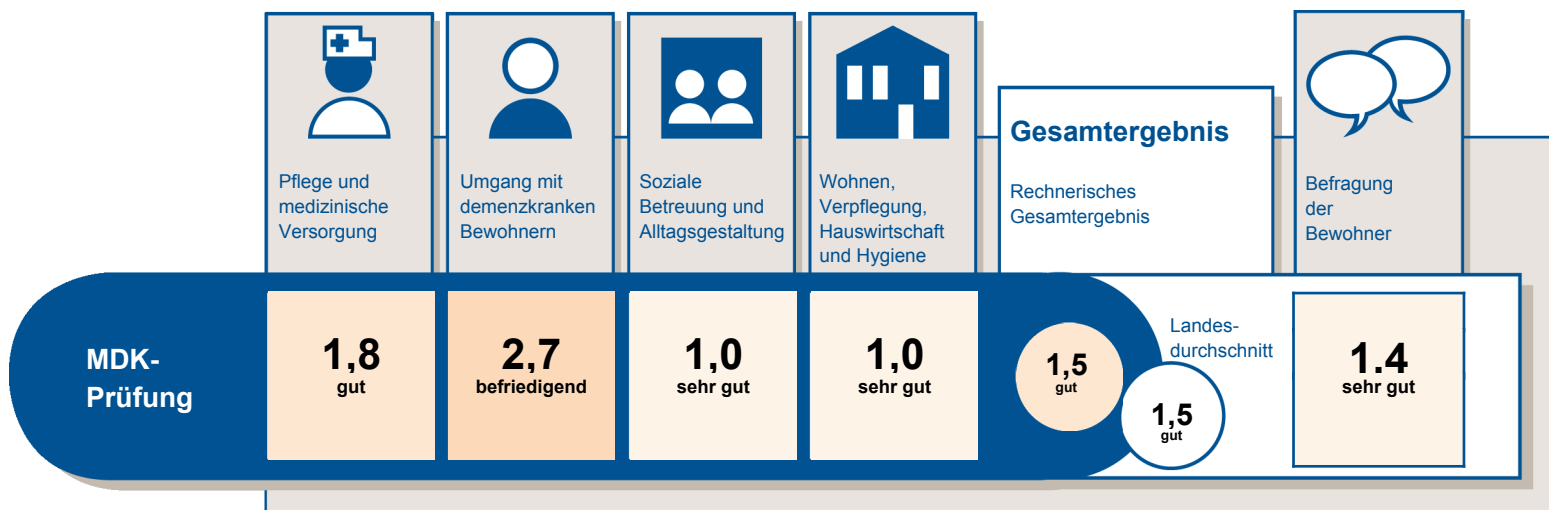 Pflege und
medizinische
Versorgung
Umgang mit
demenzkranken
Bewohnern
Soziale
Betreuung und
Alltagsgestaltung
Wohnen,
Verpflegung,
Hauswirtschaft
und Hygiene
Gesamtergebnis
Rechnerisches
Gesamtergebnis
Befragung
der
Bewohner
MDK-
Prüfung
1,8
gut
2,7
befriedigend
1,0
sehr gut
1,0
sehr gut
1,5
gut
Landes-
durchschnitt
1,5
gut
1.4
sehr gut